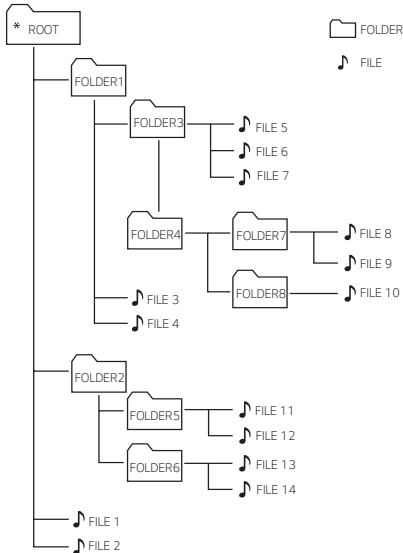 * ROOT
FOLDER
FILE
FOLDER1
FOLDER3
FILE 5
FILE 6
FILE 7
FOLDER4
FOLDER7
FILE 8
FILE 9
FOLDER8
FILE 10
FILE 3
FILE 4
FOLDER2
FOLDER5
FILE 11
FILE 12
FOLDER6
FILE 13
FILE 14
FILE 1
FILE 2